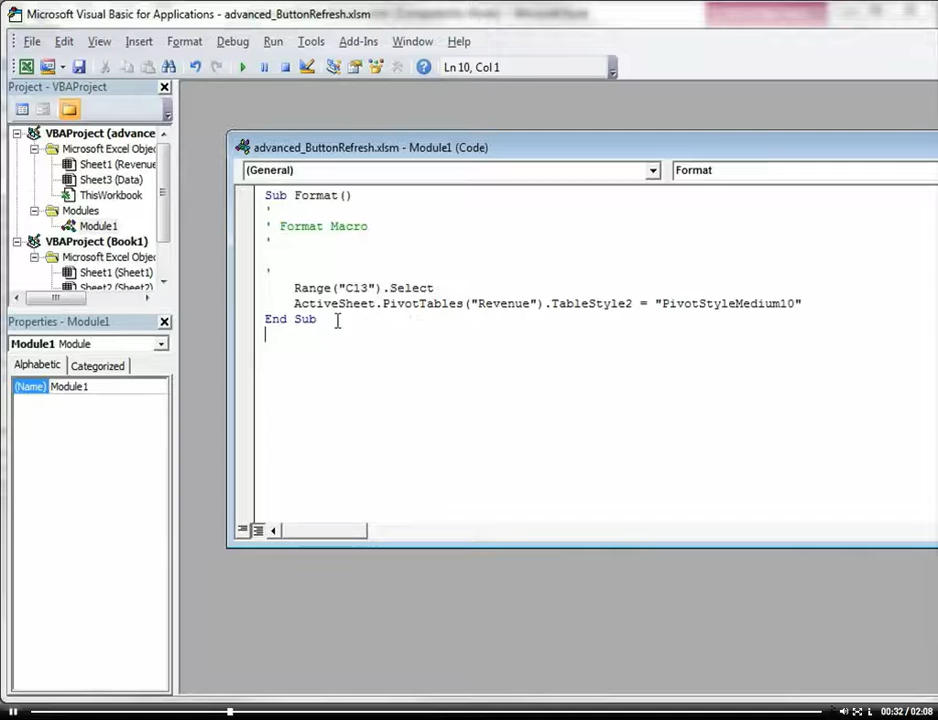 Microsoft Visual Basic for Applications - advanced_ButtonRefresh.xlsm
File Edit View Insert Format Debug Run Tools Add-Ins Window Help
Ln 10, Col 1
Project - VBAProject
VBAProject (advance
Microsoft Excel Objec
Sheet1 (Revenu
Sheet3 (Data)
ThisWorkbook
Modules
Module1
VBAProject (Book1)
Microsoft Excel Objec
Sheet1 (Sheet1)
Sheet2 (Sheet2)
Properties - Module1
Module1 Module
Alphabetic Categorized
(Name) Module1
advanced_ButtonRefresh.xlsm - Module1 (Code)
(General) Format
Sub Format()
'
' Format Macro
'
'
Range("C13").Select
ActiveSheet.PivotTables("Revenue").TableStyle2 = "PivotStyleMedium10"
End Sub
00:32 / 02:08